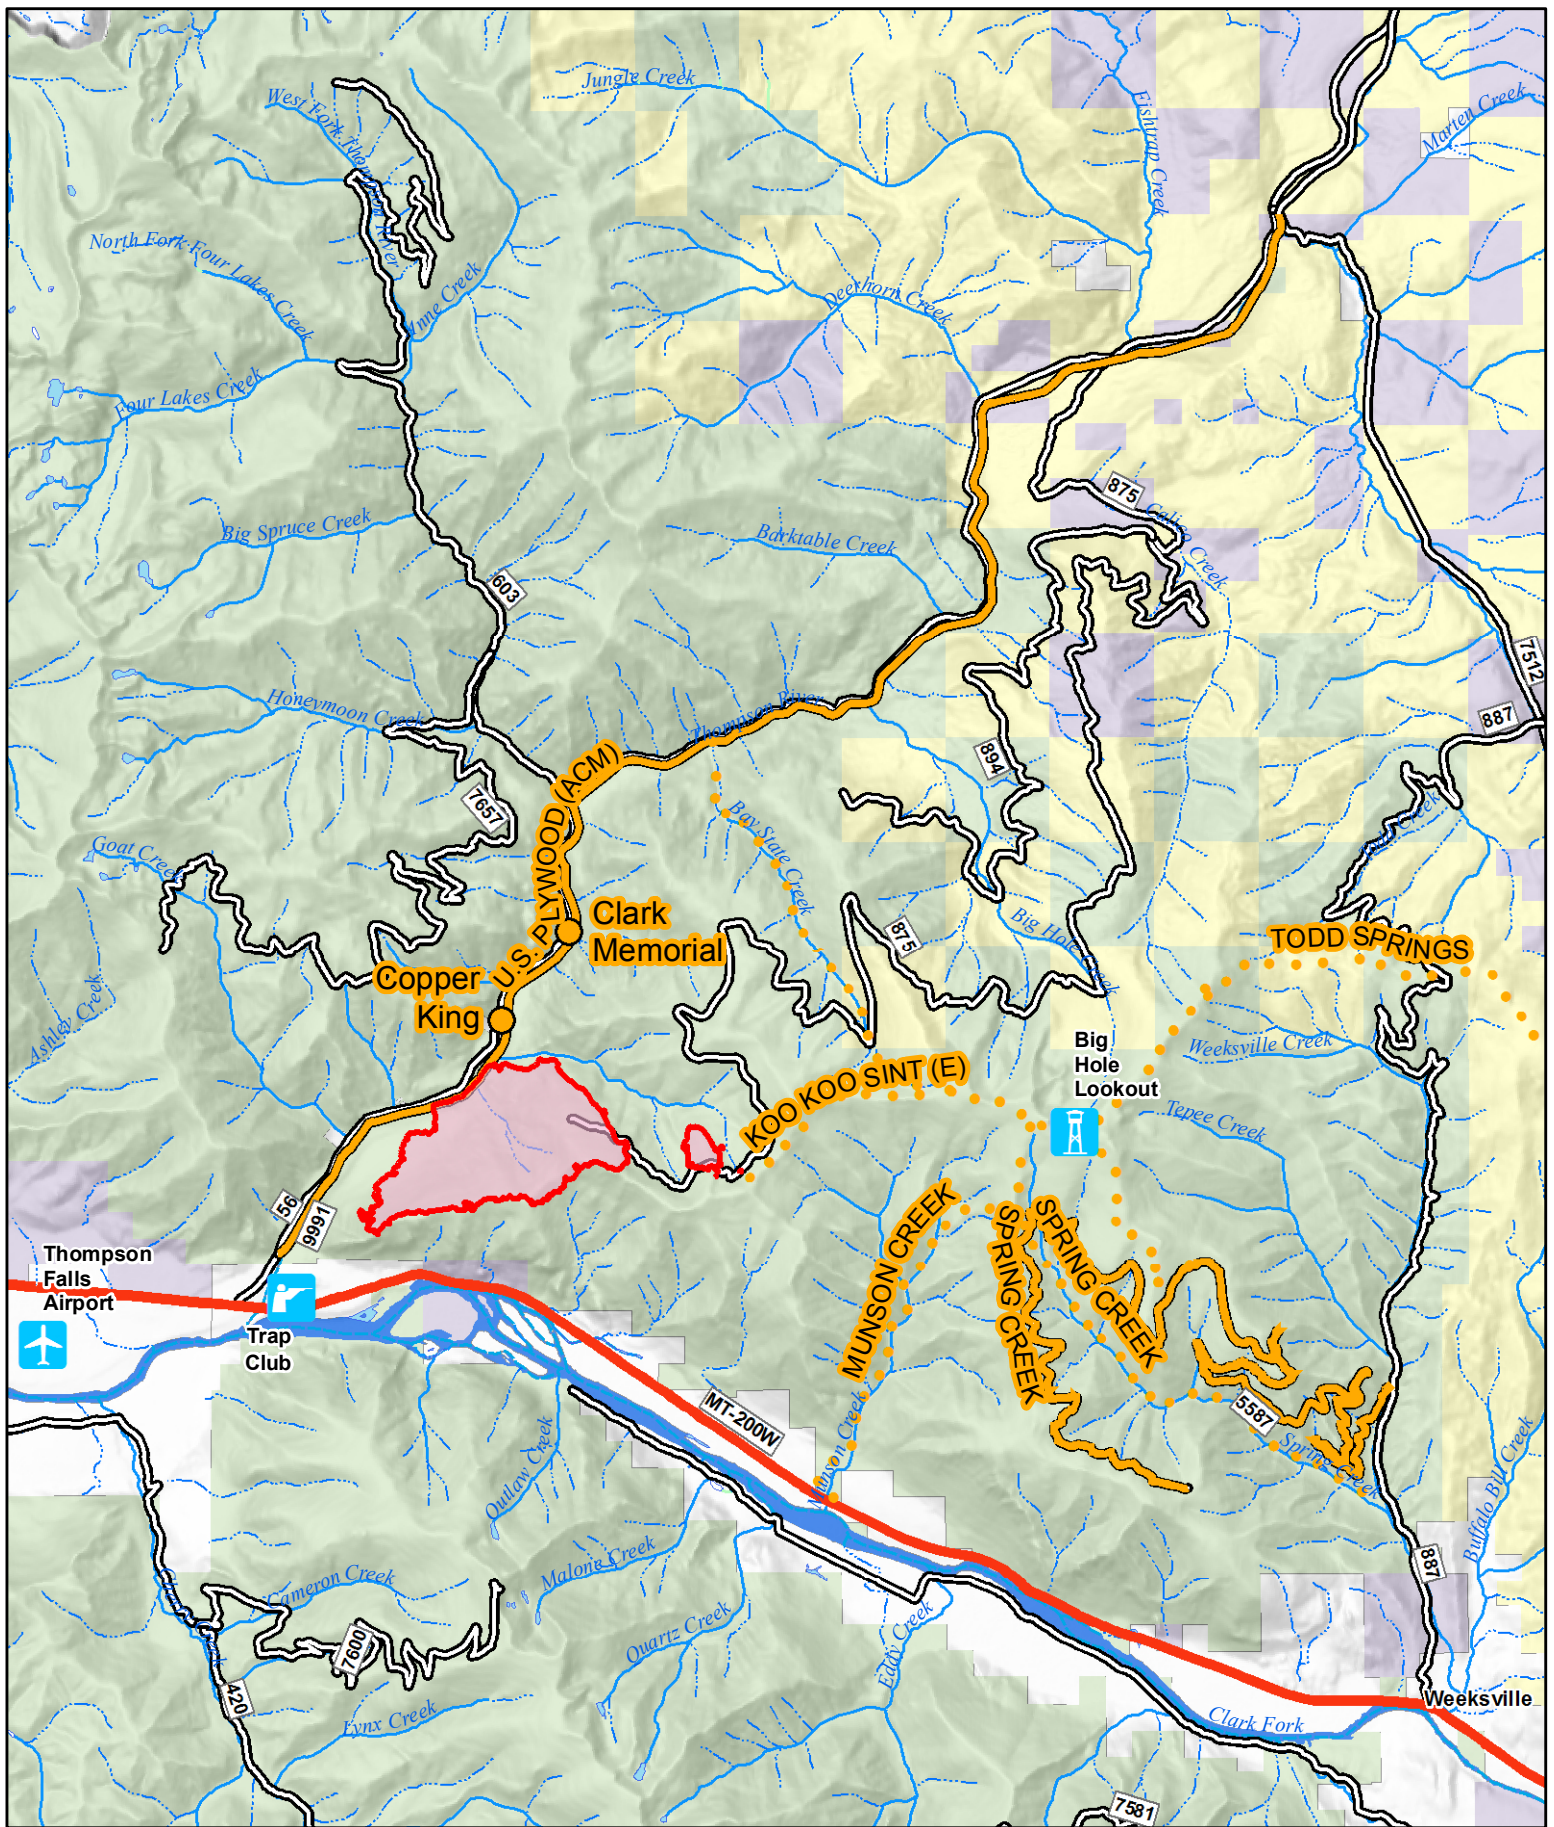 Jungle Creek
Fishtrap Creek
Marten Creek
West Fork Thompson River
North Fork Four Lakes Creek
Anne Creek
Deerhorn Creek
Four Lakes Creek
875
Calico Creek
Big Spruce Creek
Barktable Creek
603
7512
Honeymoon Creek
Thompson River
887
894
U.S. PLYWOOD (ACM)
7657
Bay State Creek
Todd Creek
Goat Creek
Clark
Memorial
Big Hole Creek
875
TODD SPRINGS
Copper
King
Ashley Creek
Big
Hole
Lookout
Weeksville Creek
KOO KOO SINT (E)
Tepee Creek
56
9991
MUNSON CREEK
SPRING CREEK
SPRING CREEK
Thompson
Falls
Airport
Trap
Club
MT-200W
5587
Spring Creek
Munson Creek
Outlaw Creek
Buffalo Bill Creek
Malone Creek
887
Cameron Creek
Quartz Creek
Eddy Creek
7600
420
Lynx Creek
Weeksville
Clark Fork
7581